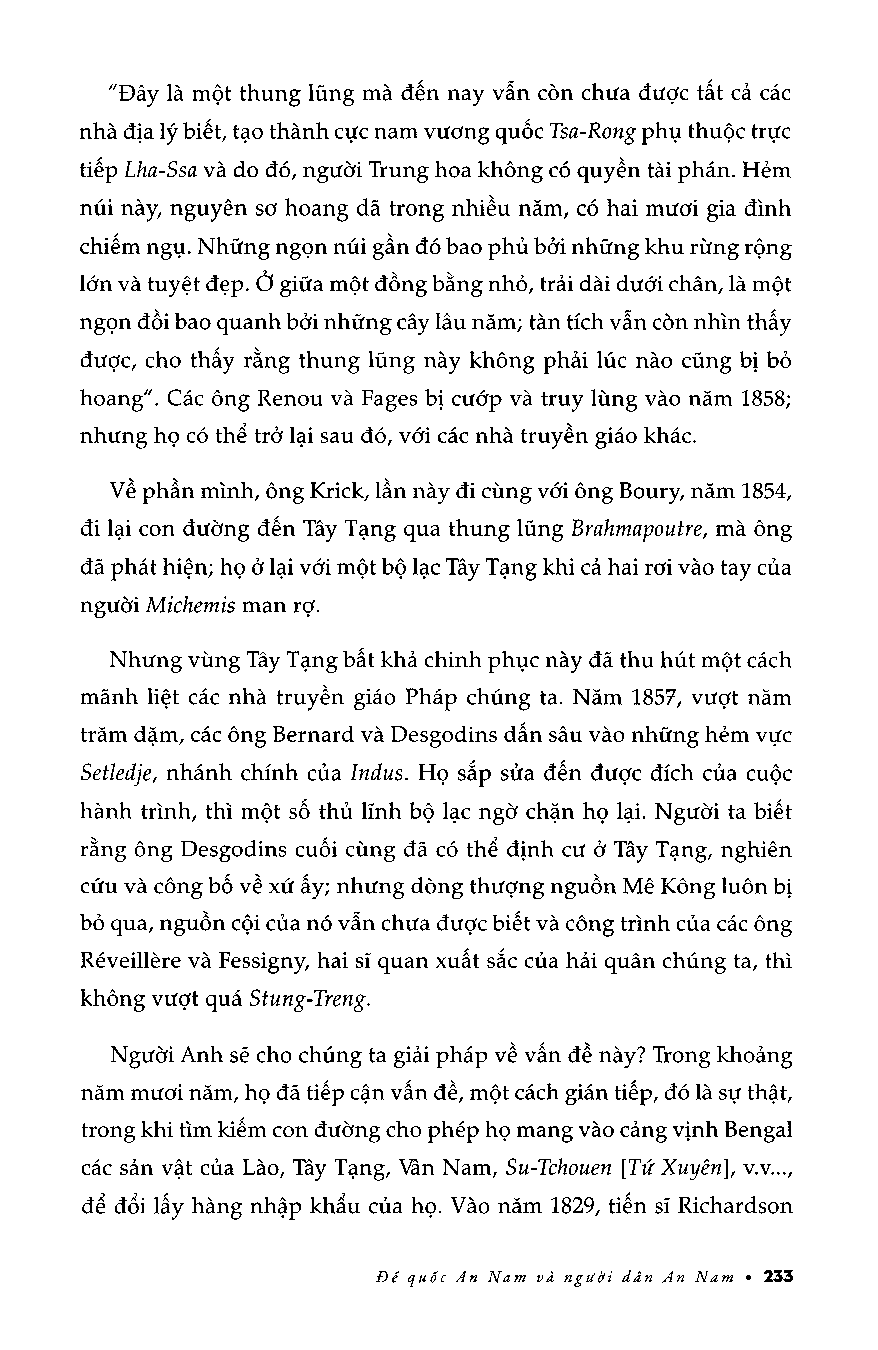 "Đây là một thung lũng mà đến nay vẫn còn chưa được tất cả các
nhà địa lý biết, tạo thành cực nam vương quốc Tsa-Rong phụ thuộc trực
tiếp Lha-Ssa và do đó, người Trung hoa không có quyền tài phán. Hẻm
núi này, nguyên sơ hoang dã trong nhiều năm, có hai mươi gia đình
chiếm ngụ. Những ngọn núi gần đó bao phủ bởi những khu rừng rộng
lớn và tuyệt đẹp. Ở giữa một đồng bằng nhỏ, trải dài dưới chân, là một
ngọn đồi bao quanh bởi những cây lâu năm; tàn tích vẫn còn nhìn thấy
được, cho thấy rằng thung lũng này không phải lúc nào cũng bị bỏ
hoang". Các ông Renou và Fages bị cướp và truy lùng vào năm 1858;
nhưng họ có thể trở lại sau đó, với các nhà truyền giáo khác.
Về phần mình, ông Krick, lần này đi cùng với ông Boury, năm 1854,
đi lại con đường đến Tây Tạng qua thung lũng Brahmapoutre, mà ông
đã phát hiện; họ ở lại với một bộ lạc Tây Tạng khi cả hai rơi vào tay của
người Michemis man rợ.
Nhưng vùng Tây Tạng bất khả chinh phục này đã thu hút một cách
mãnh liệt các nhà truyền giáo Pháp chúng ta. Năm 1857, vượt năm
trăm dặm, các ông Bernard và Desgodins dấn sâu vào những hẻm vực
Setledje, nhánh chính của Indus. Họ sắp sửa đến được đích của cuộc
hành trình, thì một số thủ lĩnh bộ lạc ngờ chặn họ lại. Người ta biết
rằng ông Desgodins cuối cùng đã có thể định cư ở Tây Tạng, nghiên
cứu và công bố về xứ ấy; nhưng dòng thượng nguồn Mê Kông luôn bị
bỏ qua, nguồn cội của nó vẫn chưa được biết và công trình của các ông
Réveillère và Fessigny, hai sĩ quan xuất sắc của hải quân chúng ta, thì
không vượt quá Stung-Treng.
Người Anh sẽ cho chúng ta giải pháp về vấn đề này? Trong khoảng
năm mươi năm, họ đã tiếp cận vấn đề, một cách gián tiếp, đó là sự thật,
trong khi tìm kiếm con đường cho phép họ mang vào cảng vịnh Bengal
các sản vật của Lào, Tây Tạng, Vân Nam, Su-Tchouen [Tứ Xuyên], v.v...,
để đổi lấy hàng nhập khẩu của họ. Vào năm 1829, tiến sĩ Richardson
Đế quốc An Nam và người dân An Nam • 233